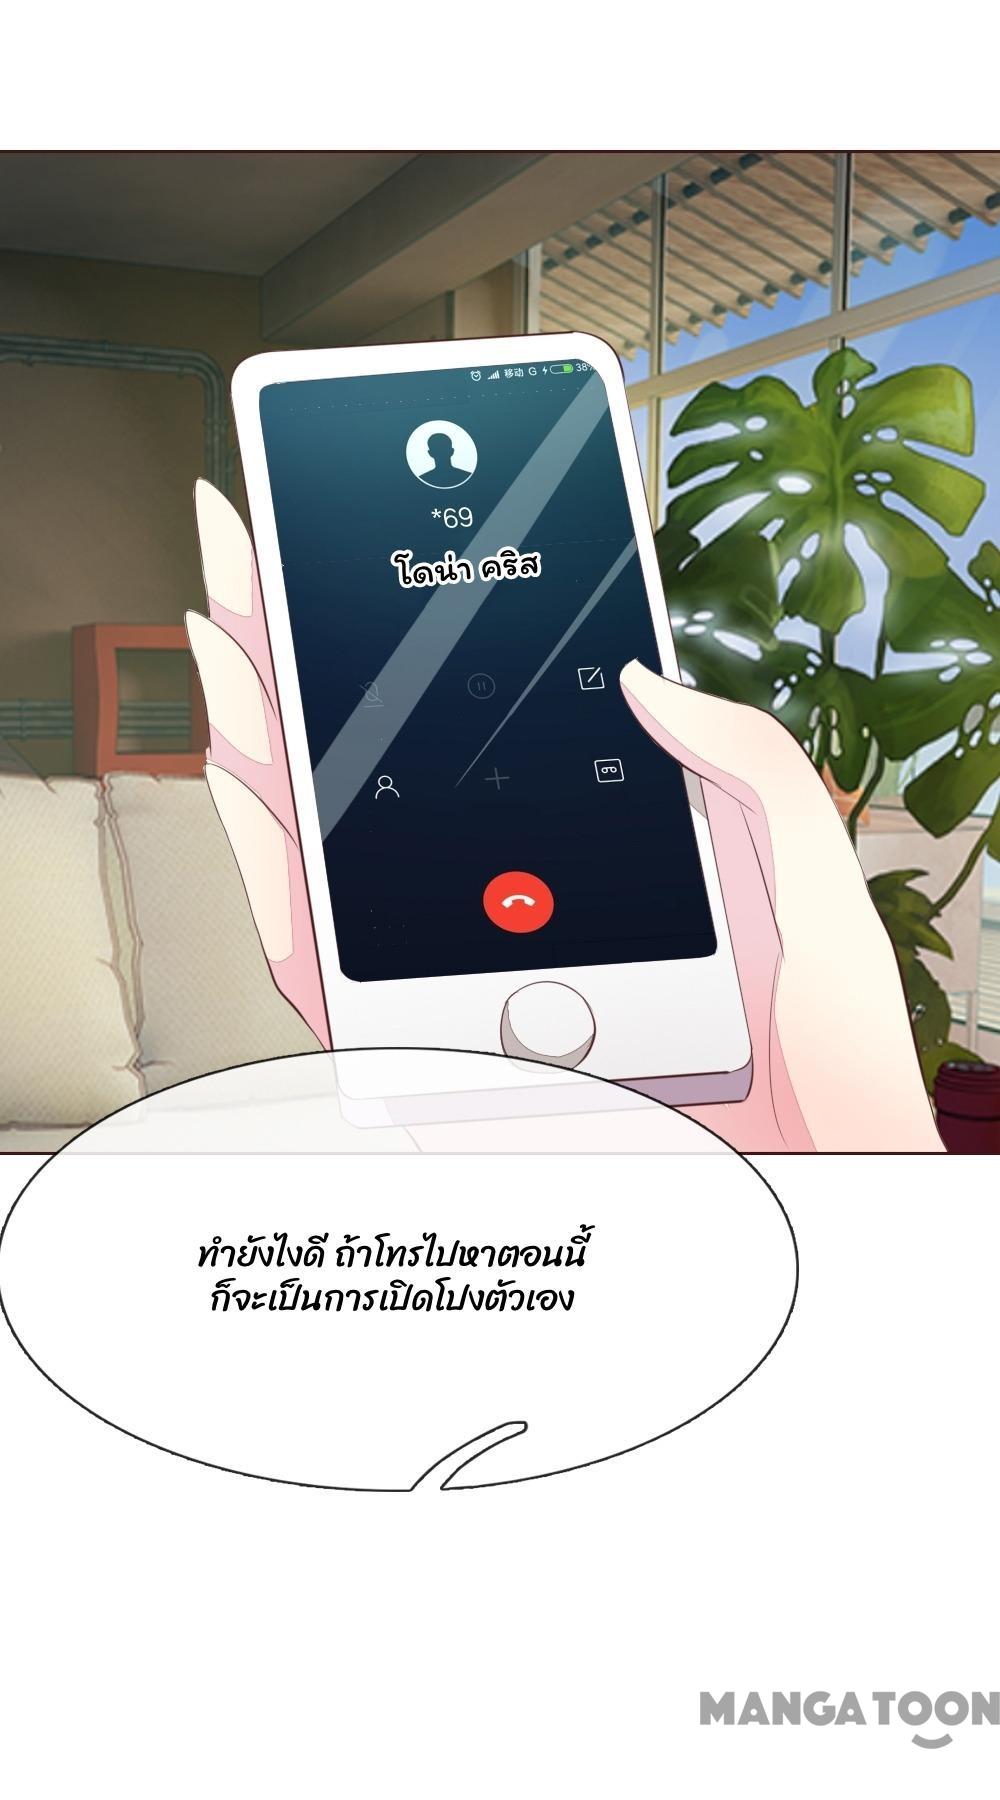 移动 G 38%
*69
โดน่า คริส
ทำยังไงดี ถ้าโทรไปหาตอนนี้
ก็จะเป็นการเปิดโปงตัวเอง
MANGATOON